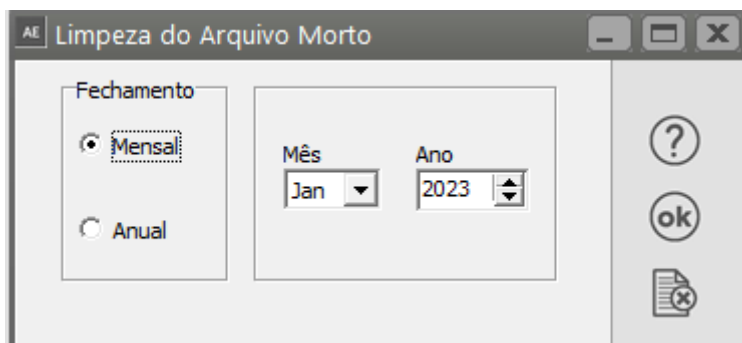 AE Limpeza do Arquivo Morto
Fechamento
Mensal
Anual
Mês Ano
Jan 2023
?
ok